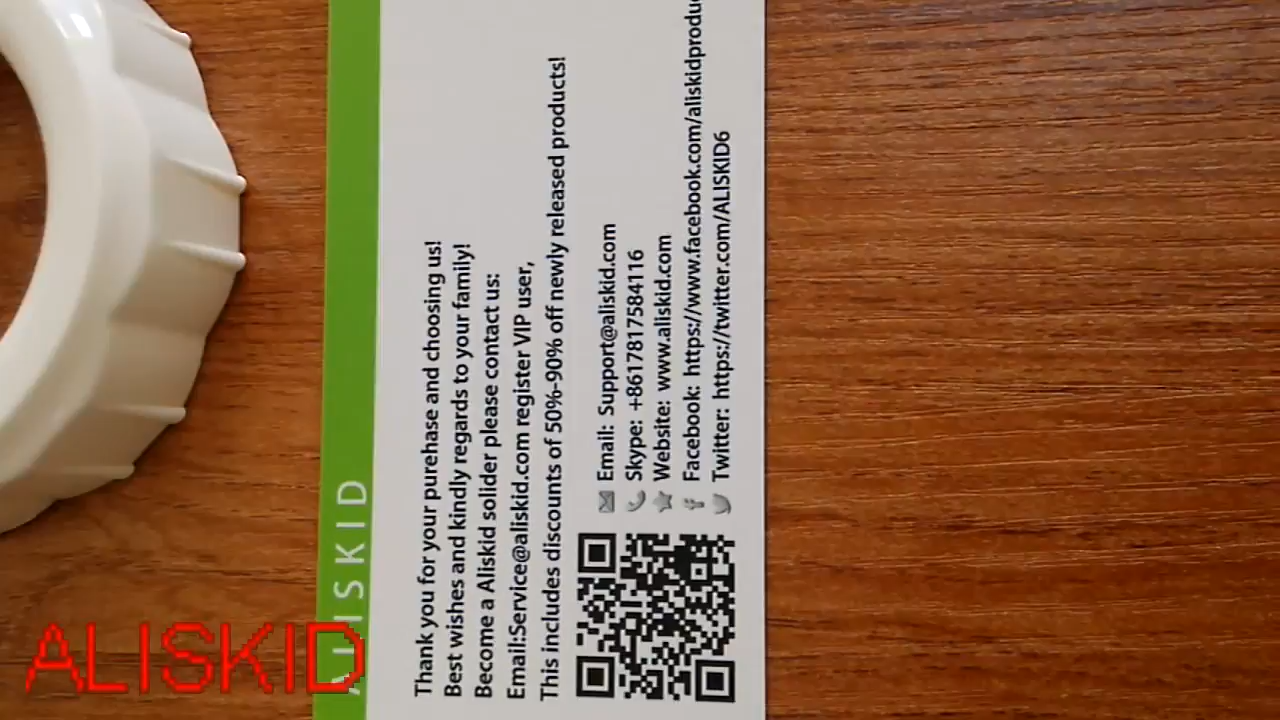 ALISKID
Thank you for your purehase and choosing us!
Best wishes and kindly regards to your family!
Become a Aliskid solider please contact us:
Email:Service@aliskid.com register VIP user,
This includes discounts of 50%-90% off newly released products!
Email: Support@aliskid.com
Skype: +8617817584116
Website: www.aliskid.com
Facebook: https://www.facebook.com/aliskidproduc
Twitter: https://twitter.com/ALISKID6
ALISKID